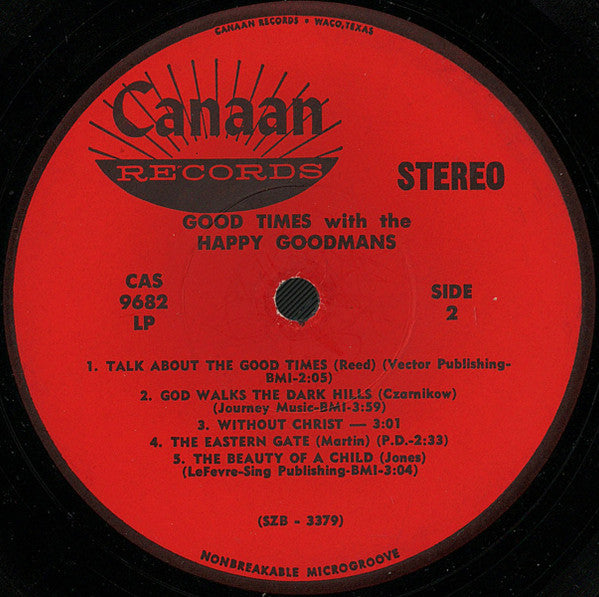 CANAAN RECORDS • WACO, TEXAS
Canaan
RECORDS
STEREO
GOOD TIMES with the
HAPPY GOODMANS
CAS
9682
LP
SIDE
2
1. TALK ABOUT THE GOOD TIMES (Reed) (Vector Publishing-
BMI-2:05)
2. GOD WALKS THE DARK HILLS (Czarnikow)
(Journey Music-BMI-3:59)
3. WITHOUT CHRIST — 3:01
4. THE EASTERN GATE (Martin) (P.D.-2:33)
5. THE BEAUTY OF A CHILD (Jones)
(LeFevre-Sing Publishing-BMI-3:04)
(SZB - 3379)
NONBREAKABLE MICROGROOVE